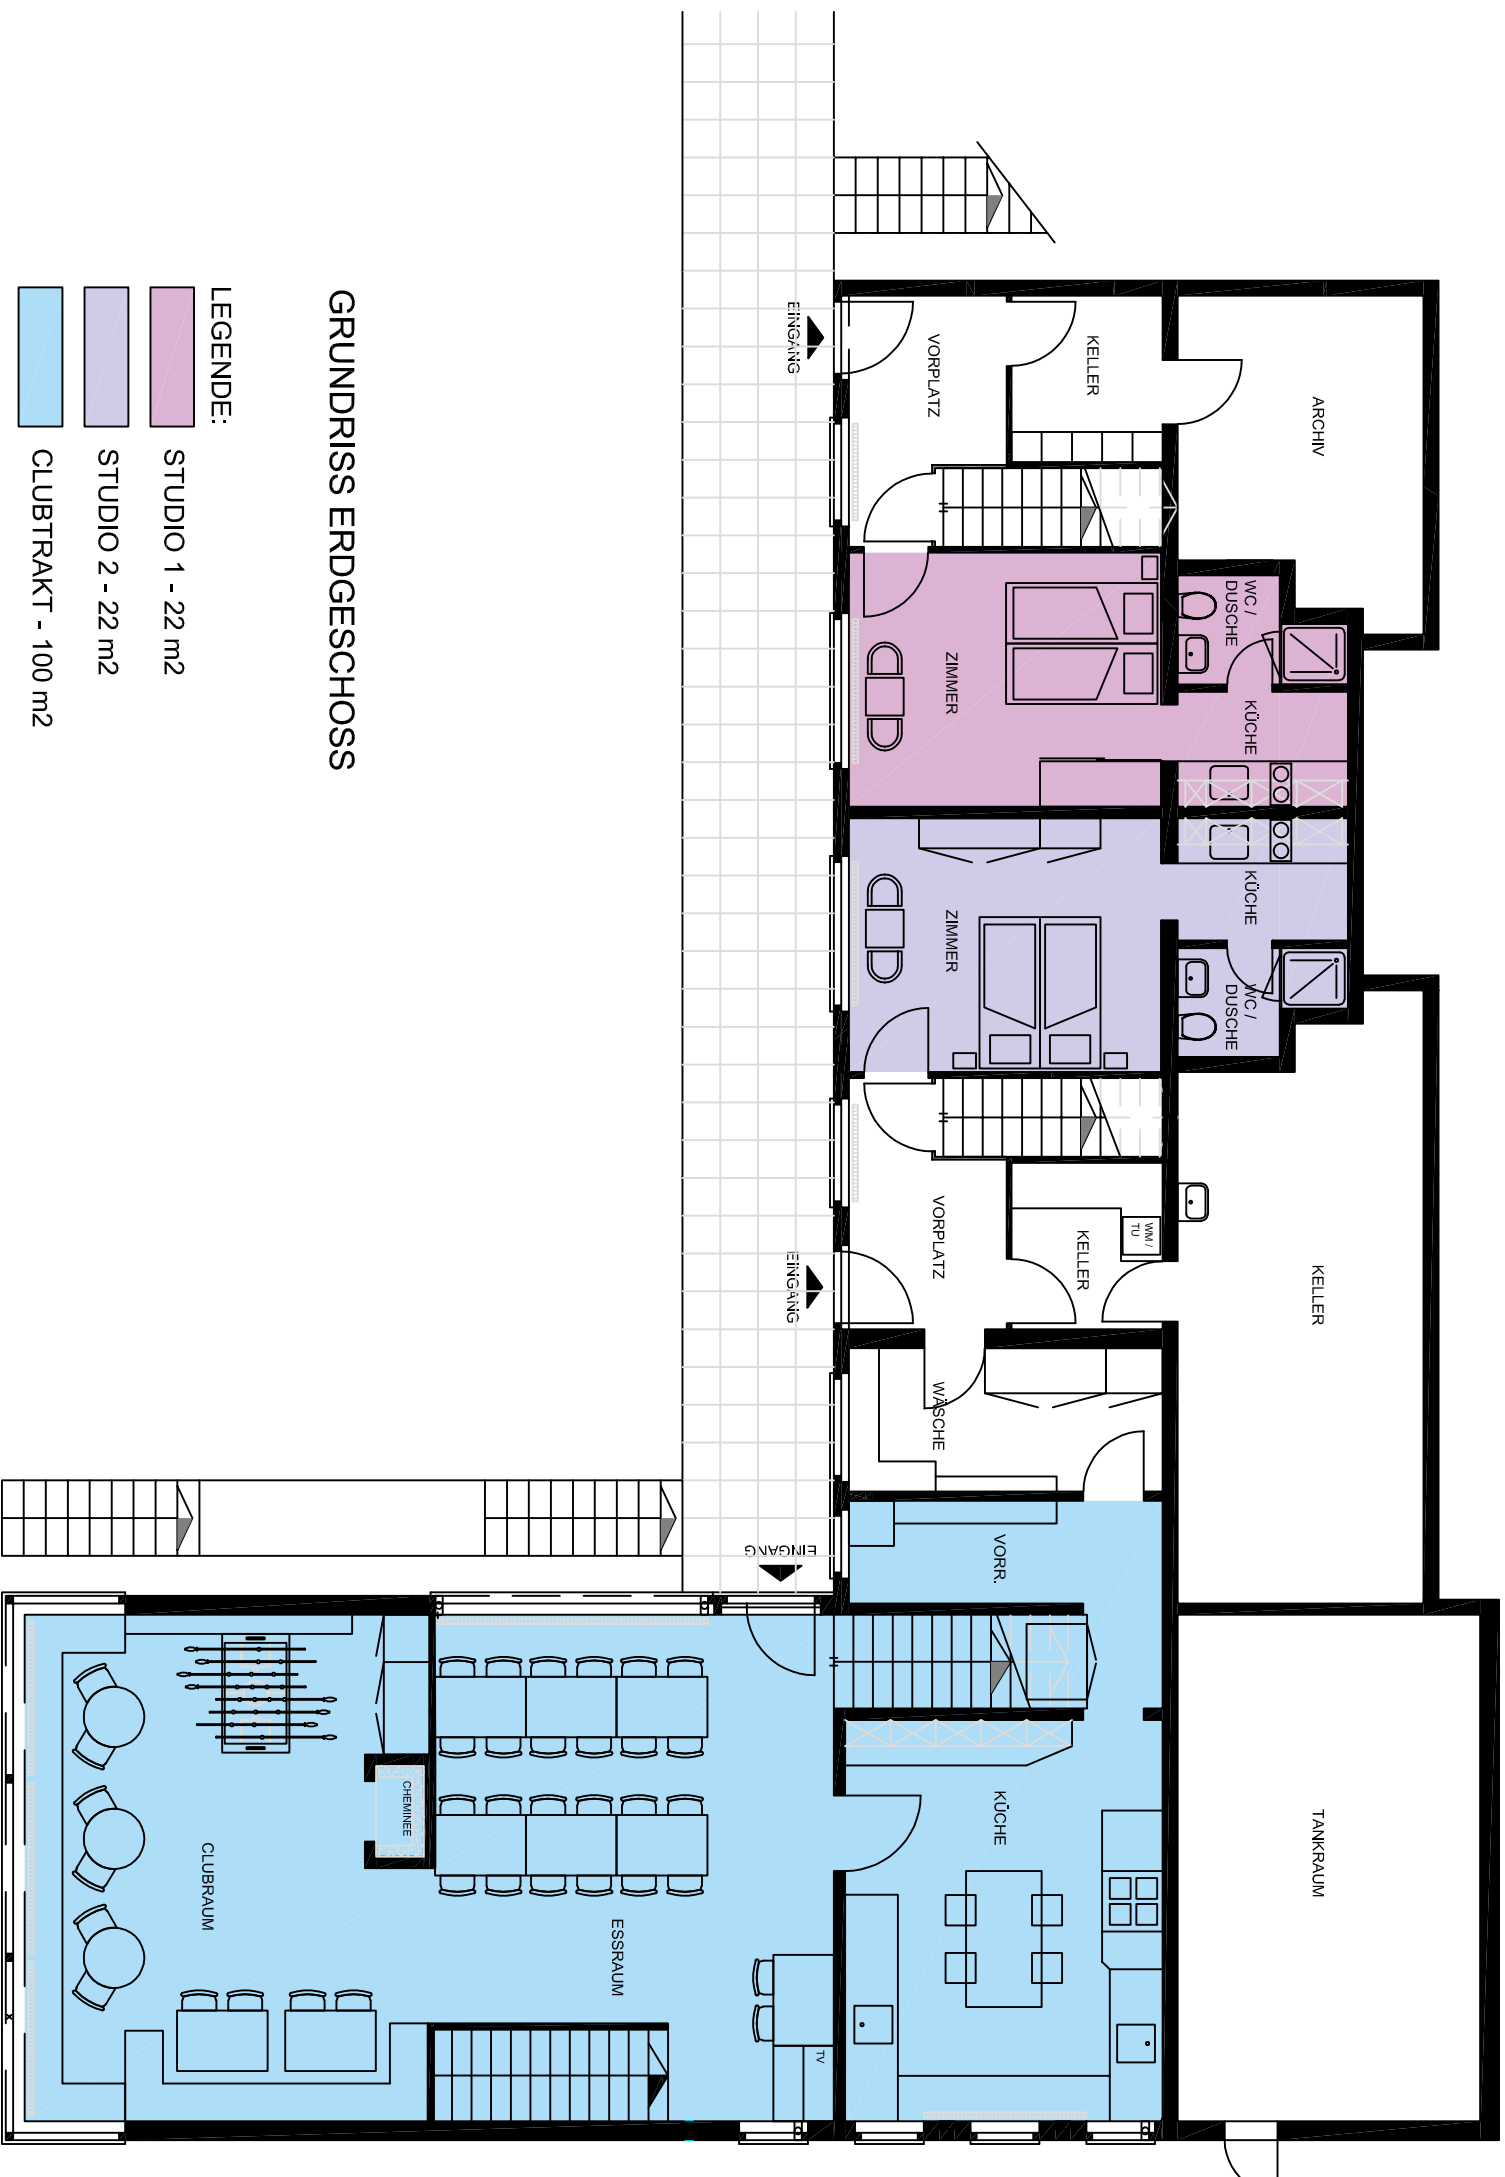 GRUNDRISS ERDGESCHOSS
LEGENDE:
STUDIO 1 - 22 m2
STUDIO 2 - 22 m2
CLUBTRAKT - 100 m2
ARCHIV
KELLER
VORPLATZ
EINGANG
WC /
DUSCHE
KÜCHE
ZIMMER
KÜCHE
ZIMMER
WC /
DUSCHE
KELLER
WM /
TU
KELLER
VORPLATZ
EINGANG
WÄSCHE
VORR.
EINGANG
TANKRAUM
KÜCHE
ESSRAUM
TV
CHEMINEE
CLUBRAUM